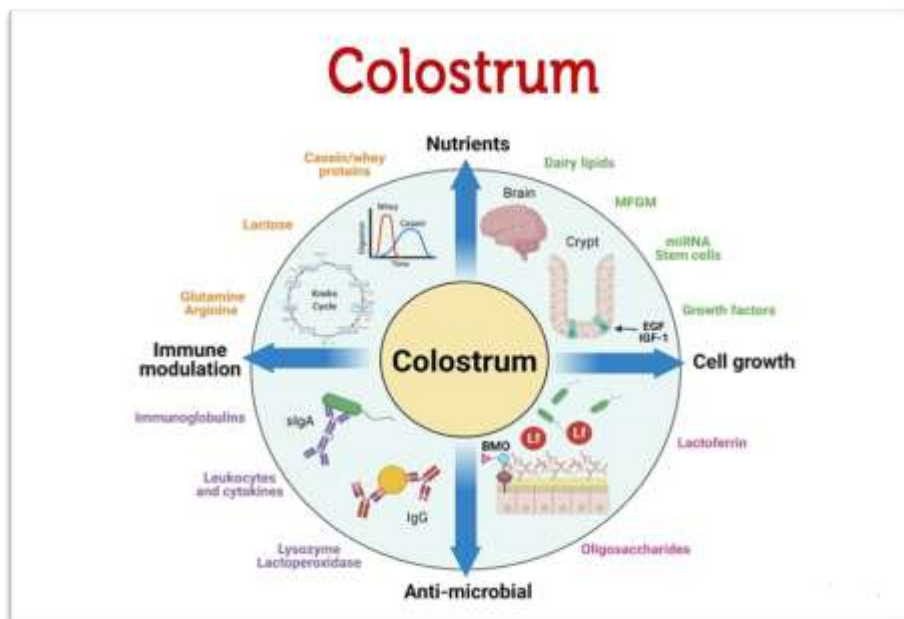 Colostrum
Nutrients
Casein/whey
proteins
Dairy lipids
Brain
MFGM
Whey
Casein
Lactose
Time
Crypt
miRNA
Stem cells
Krebs
Cycle
Glutamine
Arginine
Growth factors
EGF
IGF-1
Immune
modulation
Colostrum
Cell growth
Immunoglobulins
sIgA
Lf
Lf
BMO
Lactoferrin
Leukocytes
and cytokines
IgG
Lysozyme
Lactoperoxidase
Oligosaccharides
Anti-microbial